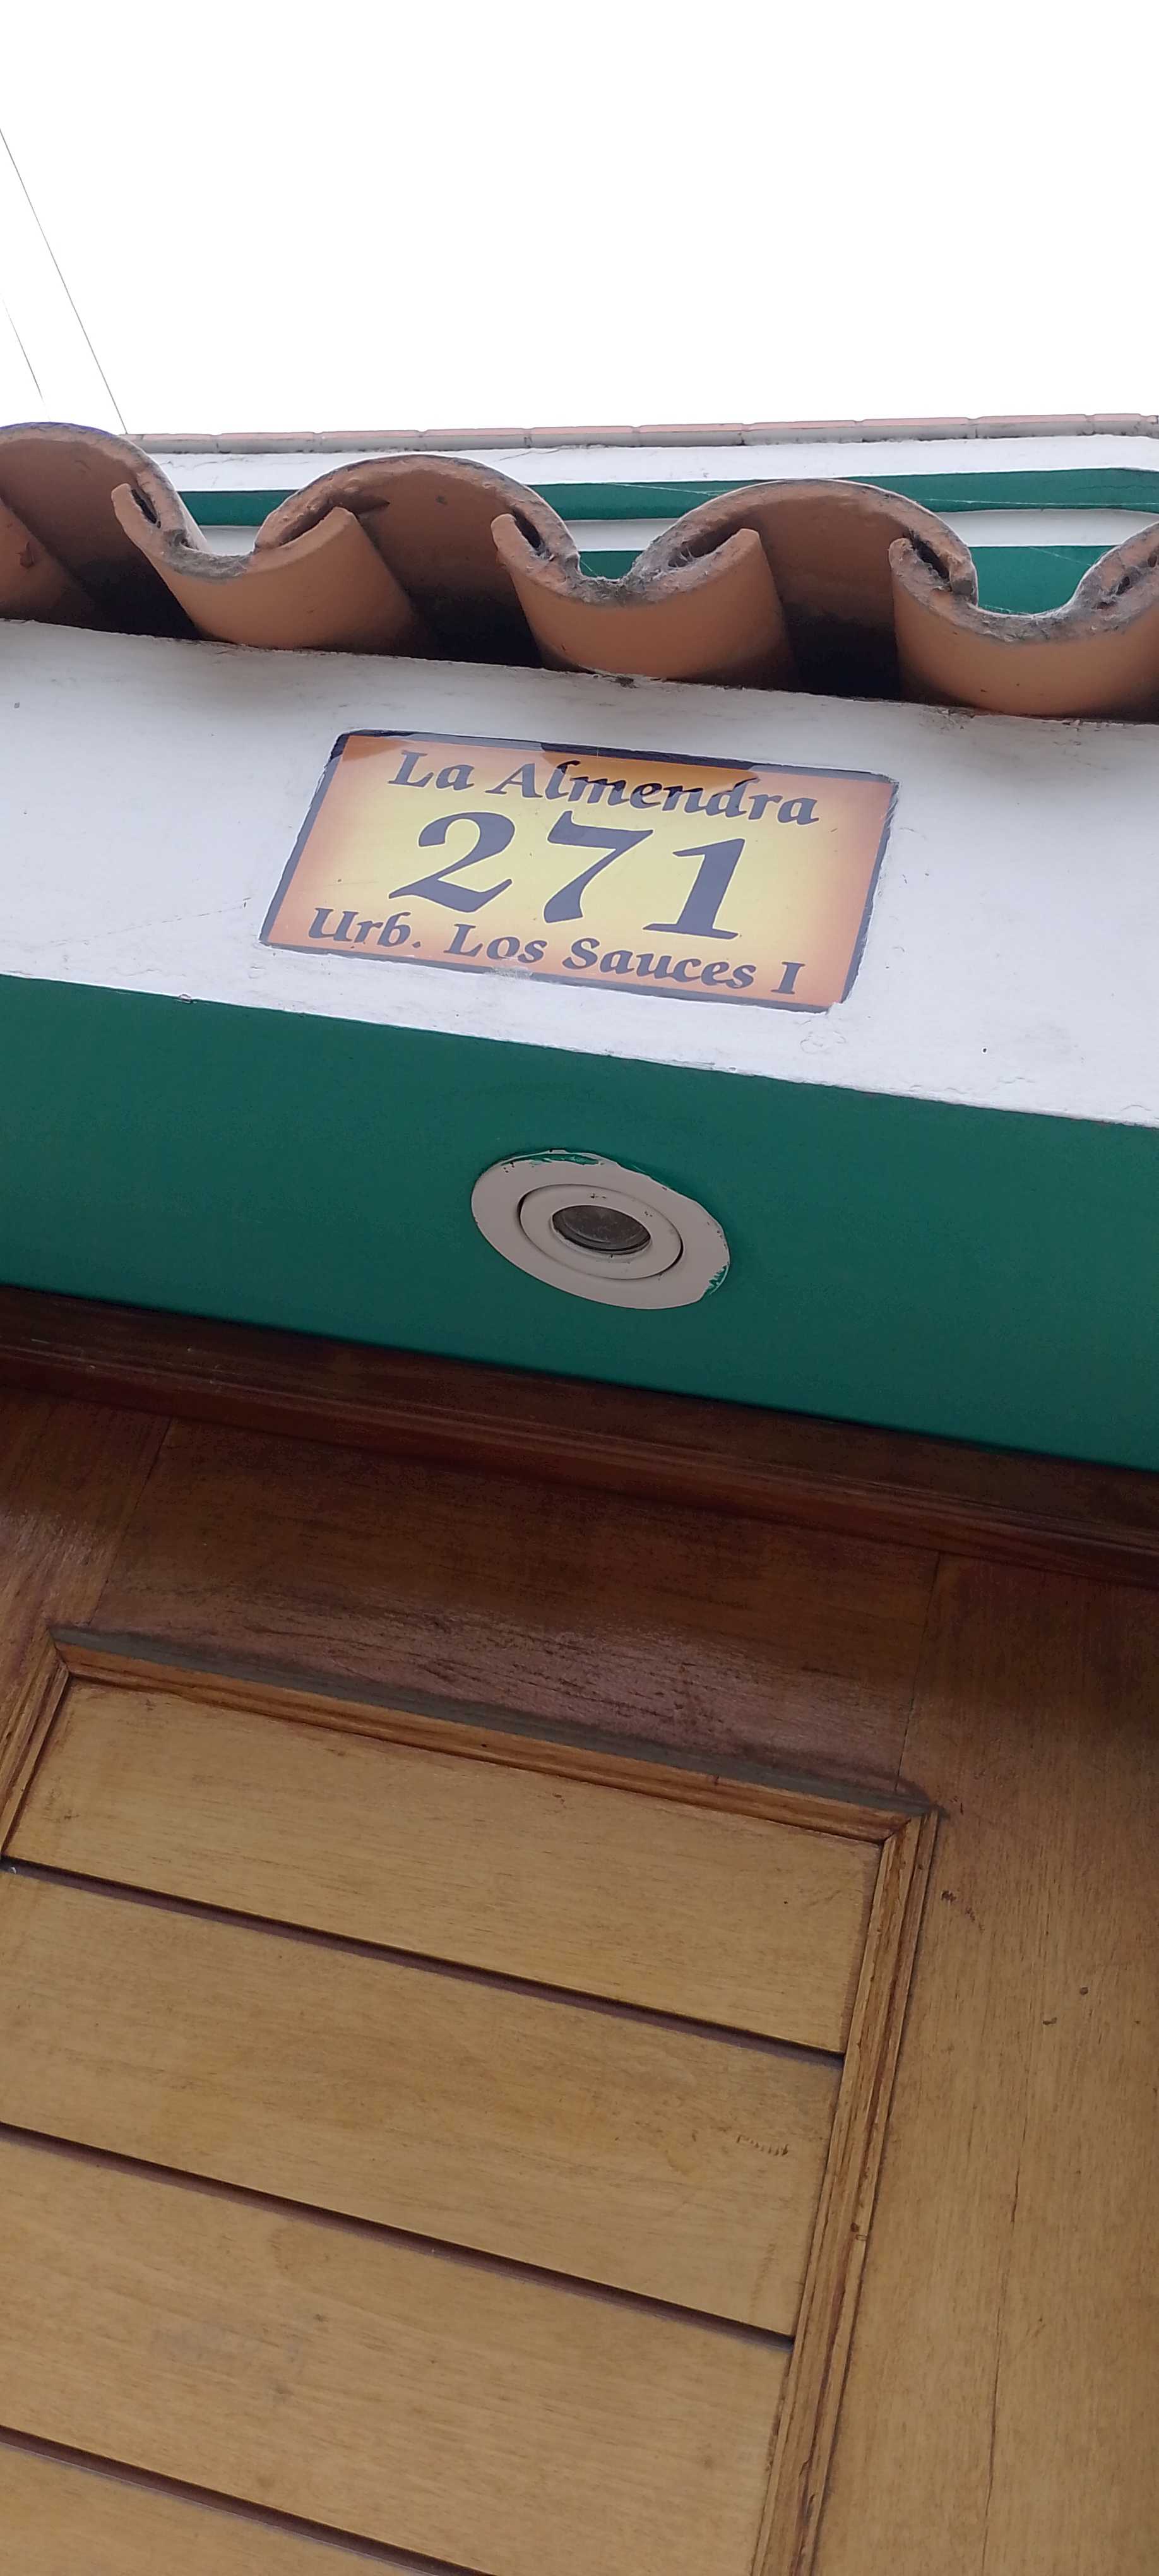 La Almendra
271
Urb. Los Sauces I